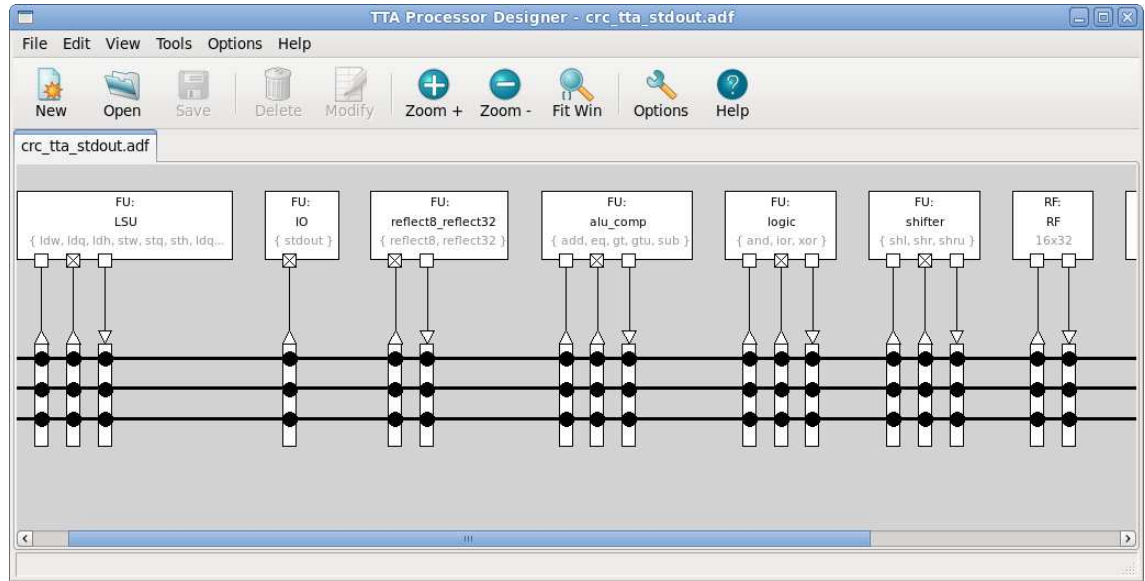 TTA Processor Designer - crc_tta_stdout.adf
File Edit View Tools Options Help
New Open Save Delete Modify Zoom + Zoom - Fit Win Options Help
crc_tta_stdout.adf
FU: FU: FU: FU: FU: FU: RF:
LSU IO reflect8_reflect32 alu_comp logic shifter RF
{ ldw, ldq, ldh, stw, stq, sth, ldq... { stdout } { reflect8, reflect32 } { add, eq, gt, gtu, sub } { and, ior, xor } { shl, shr, shru } 16x32